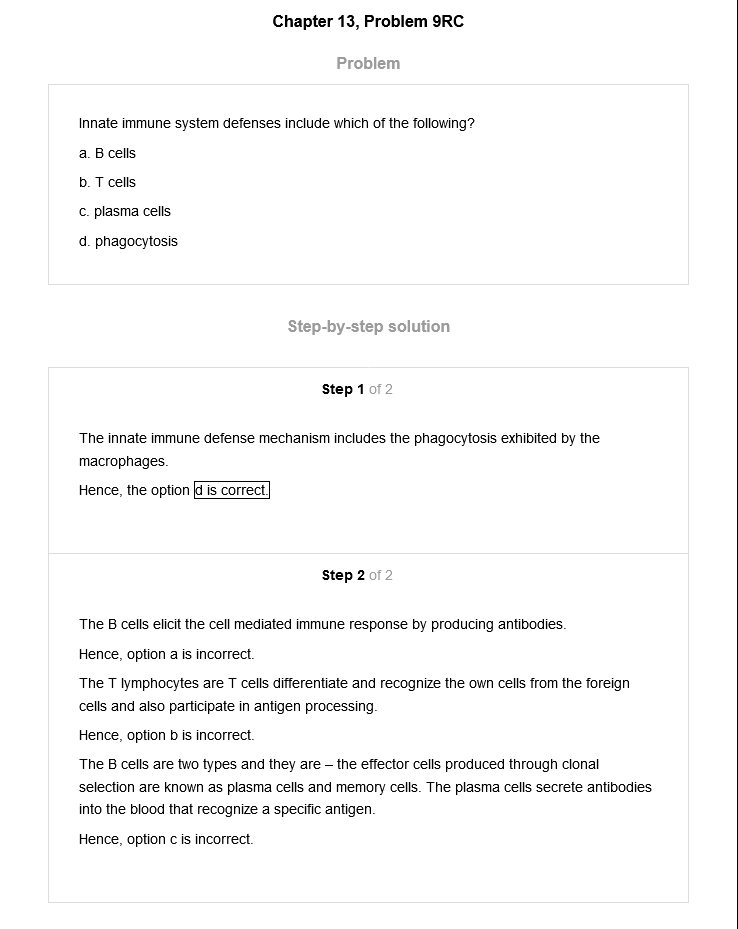 Chapter 13, Problem 9RC
Problem
Innate immune system defenses include which of the following?
a. B cells
b. T cells
c. plasma cells
d. phagocytosis
Step-by-step solution
Step 1 of 2
The innate immune defense mechanism includes the phagocytosis exhibited by the
macrophages.
Hence, the option d is correct.
Step 2 of 2
The B cells elicit the cell mediated immune response by producing antibodies.
Hence, option a is incorrect.
The T lymphocytes are T cells differentiate and recognize the own cells from the foreign
cells and also participate in antigen processing.
Hence, option b is incorrect.
The B cells are two types and they are – the effector cells produced through clonal
selection are known as plasma cells and memory cells. The plasma cells secrete antibodies
into the blood that recognize a specific antigen.
Hence, option c is incorrect.